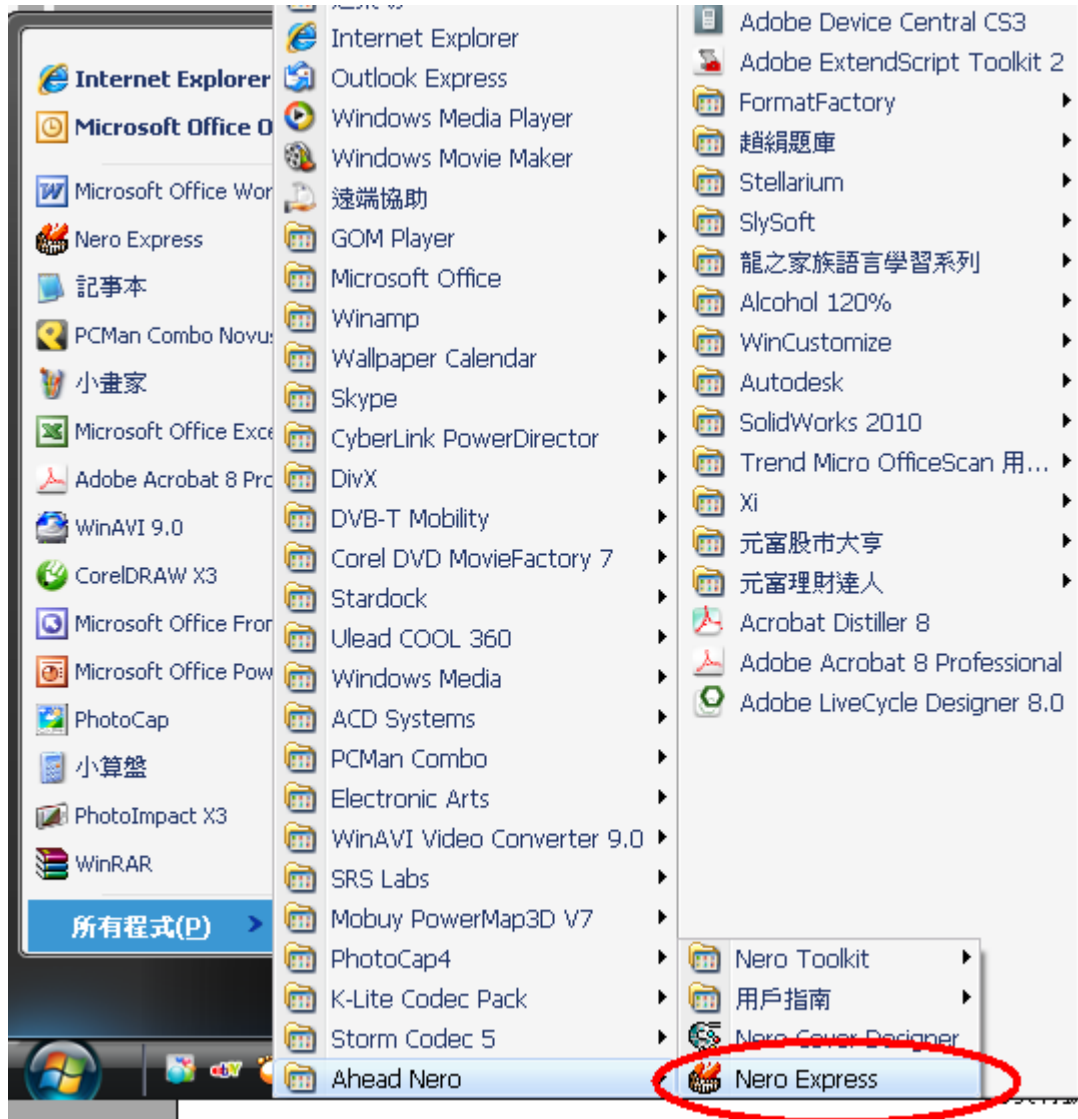 Internet Explorer
Microsoft Office O
Microsoft Office Wor
Nero Express
記事本
PCMan Combo Novus
小畫家
Microsoft Office Exce
Adobe Acrobat 8 Pro
WinAVI 9.0
CorelDRAW X3
Microsoft Office Fron
Microsoft Office Pow
PhotoCap
小算盤
PhotoImpact X3
WinRAR
所有程式(P)
ebY
Internet Explorer
Outlook Express
Windows Media Player
Windows Movie Maker
遠端協助
GOM Player
Microsoft Office
Winamp
Wallpaper Calendar
Skype
CyberLink PowerDirector
DivX
DVB-T Mobility
Corel DVD MovieFactory 7
Stardock
Ulead COOL 360
Windows Media
ACD Systems
PCMan Combo
Electronic Arts
WinAVI Video Converter 9.0
SRS Labs
Mobuy PowerMap3D V7
PhotoCap4
K-Lite Codec Pack
Storm Codec 5
Ahead Nero
Adobe Device Central CS3
Adobe ExtendScript Toolkit 2
FormatFactory
趙絹題庫
Stellarium
SlySoft
龍之家族語言學習系列
Alcohol 120%
WinCustomize
Autodesk
SolidWorks 2010
Trend Micro OfficeScan 用...
Xi
元富股市大亨
元富理財達人
Acrobat Distiller 8
Adobe Acrobat 8 Professional
Adobe LiveCycle Designer 8.0
Nero Toolkit
用戶指南
Nero Cover Designer
Nero Express